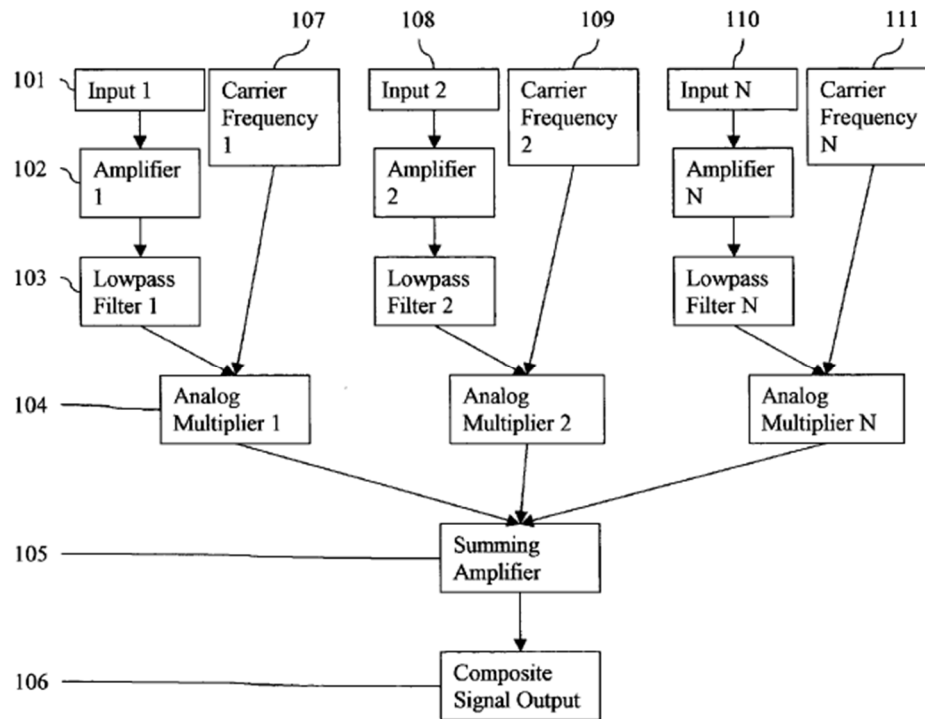 107
108
109
110
111
101
Input 1
Carrier
Frequency
1
Input 2
Carrier
Frequency
2
Input N
Carrier
Frequency
N
102
Amplifier
1
Amplifier
2
Amplifier
N
103
Lowpass
Filter 1
Lowpass
Filter 2
Lowpass
Filter N
104
Analog
Multiplier 1
Analog
Multiplier 2
Analog
Multiplier N
105
Summing
Amplifier
106
Composite
Signal Output